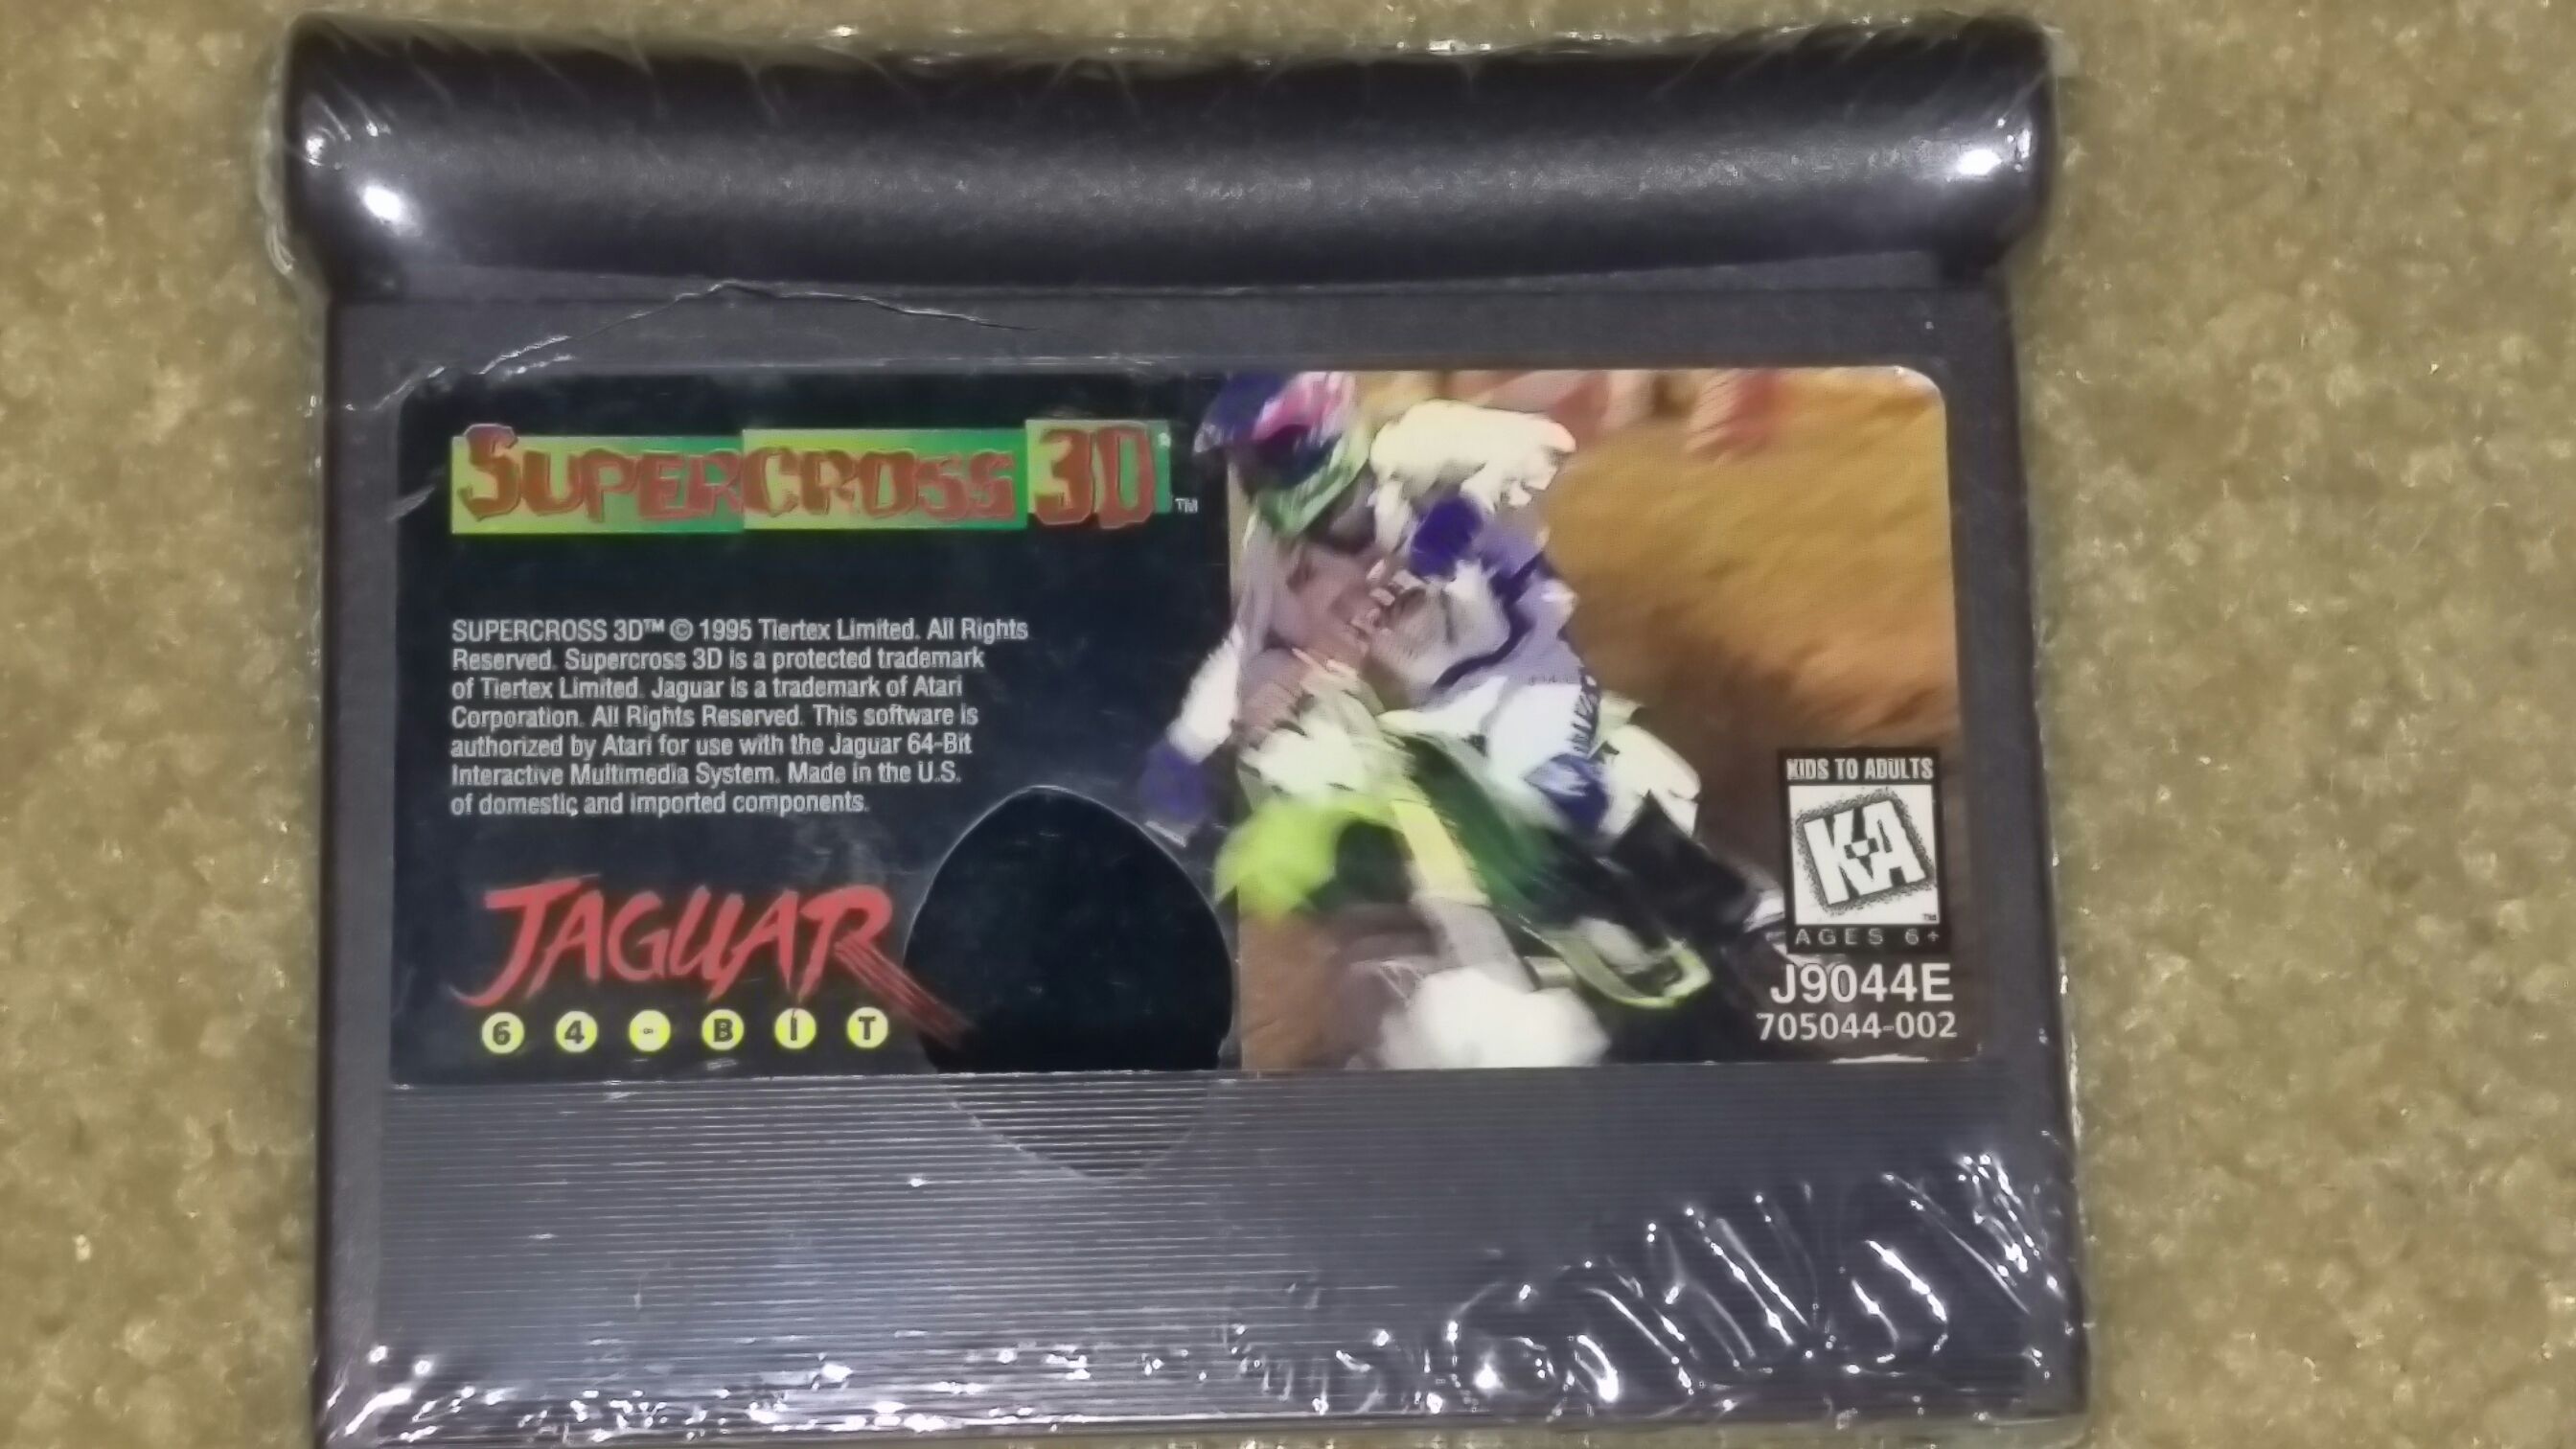 SUPERCROSS 3D™
SUPERCROSS 3D™ © 1995 Tiertex Limited. All Rights
Reserved. Supercross 3D is a protected trademark
of Tiertex Limited. Jaguar is a trademark of Atari
Corporation. All Rights Reserved. This software is
authorized by Atari for use with the Jaguar 64-Bit
Interactive Multimedia System. Made in the U.S.
of domestic and imported components.
JAGUAR
64-BIT
KIDS TO ADULTS
K-A™
AGES 6+
J9044E
705044-002